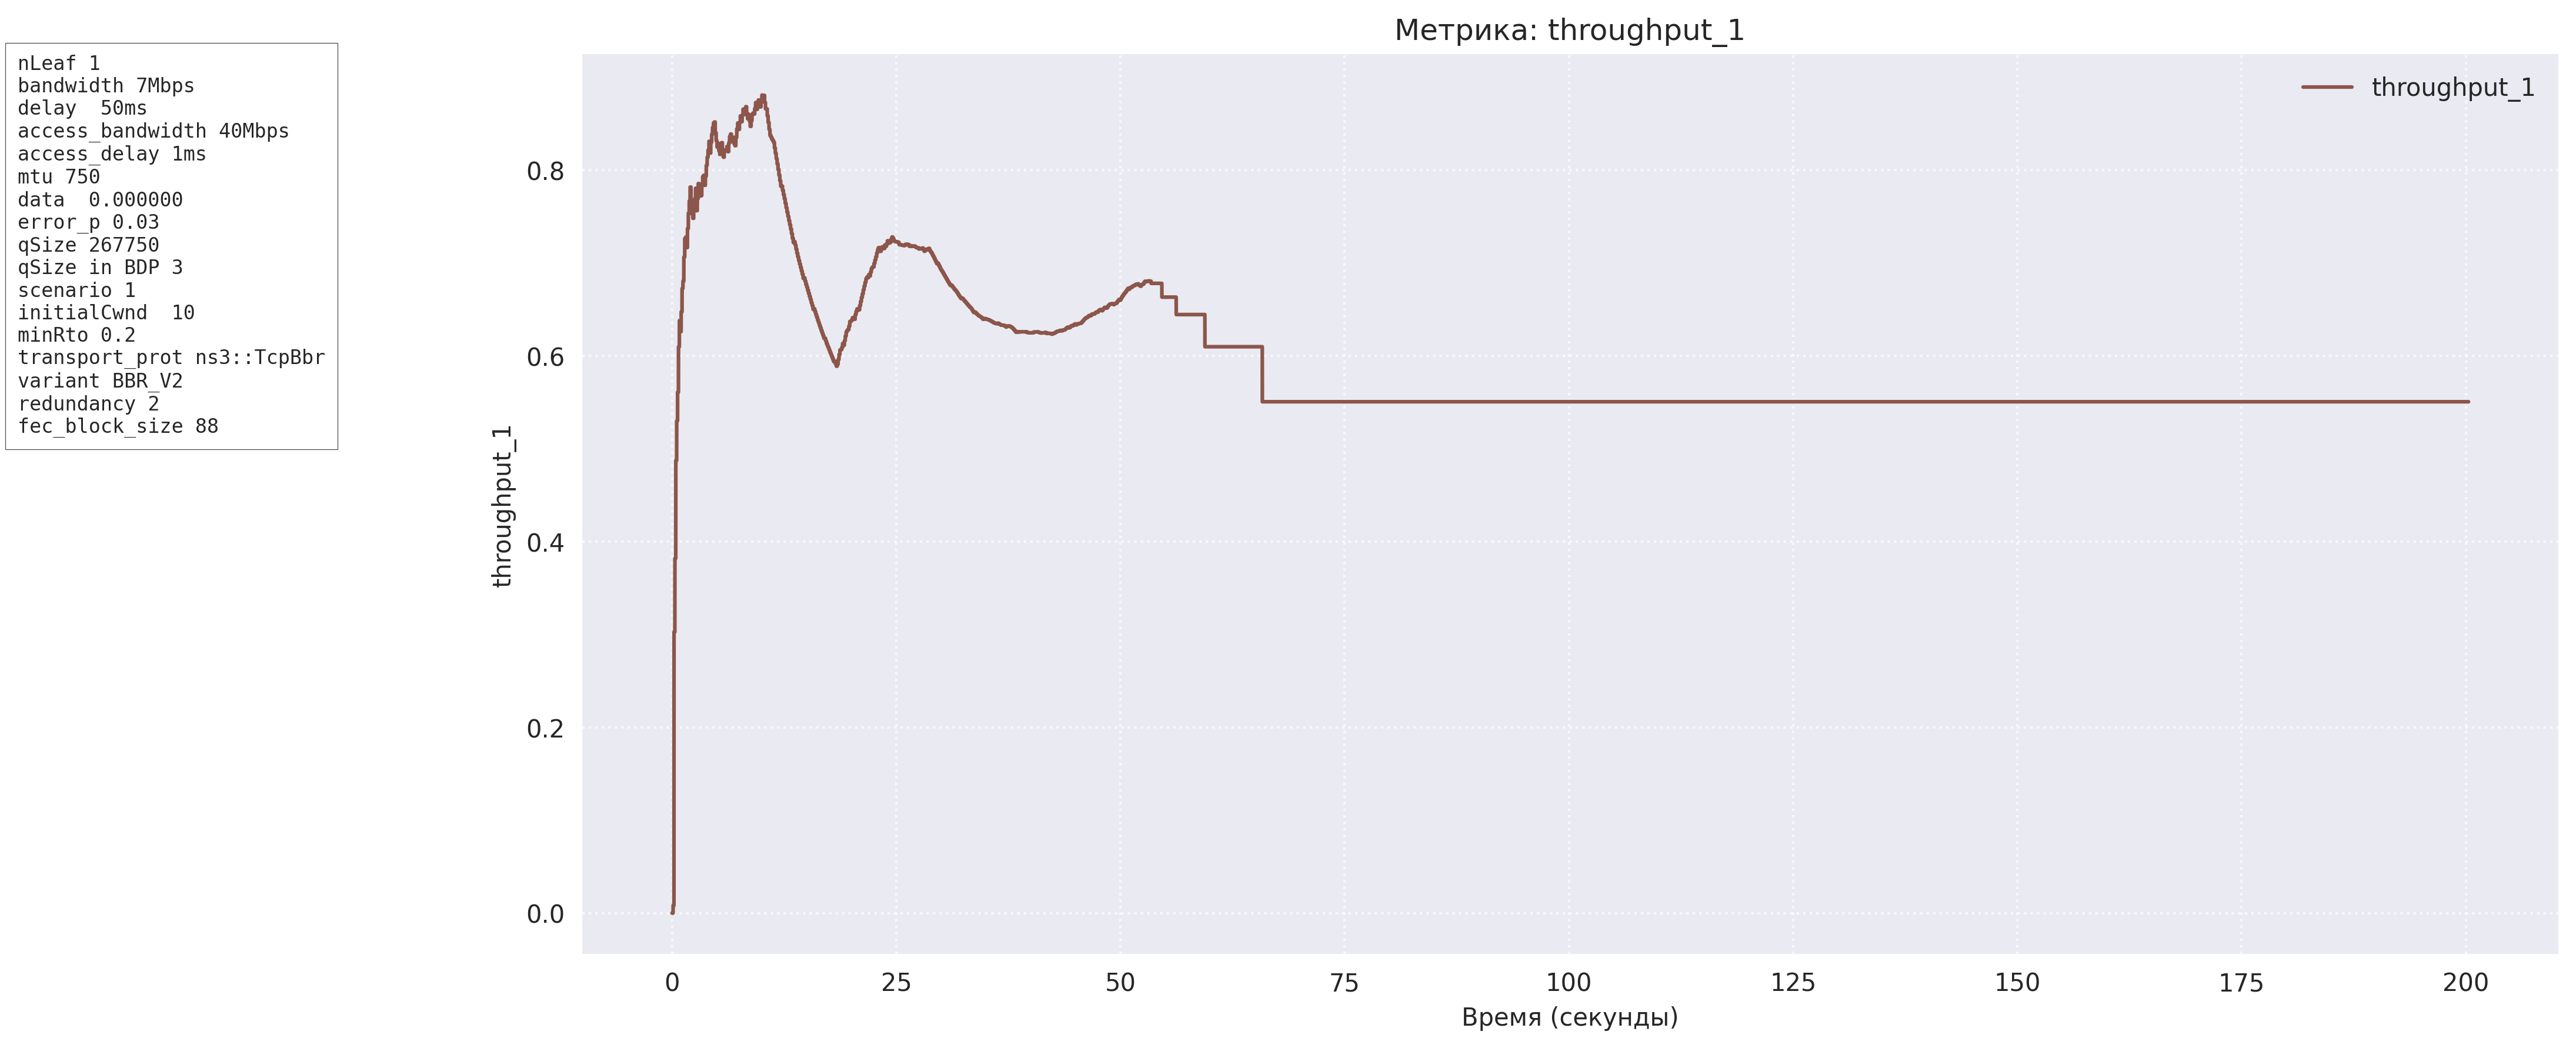 Метрика: throughput_1
nLeaf 1
bandwidth 7Mbps
delay  50ms
access_bandwidth 40Mbps
access_delay 1ms
mtu 750
data  0.000000
error_p 0.03
qSize 267750
qSize in BDP 3
scenario 1
initialCwnd  10
minRto 0.2
transport_prot ns3::TcpBbr
variant BBR_V2
redundancy 2
fec_block_size 88
throughput_1
throughput_1
0.8
0.6
0.4
0.2
0.0
0 25 50 75 100 125 150 175 200
Время (секунды)